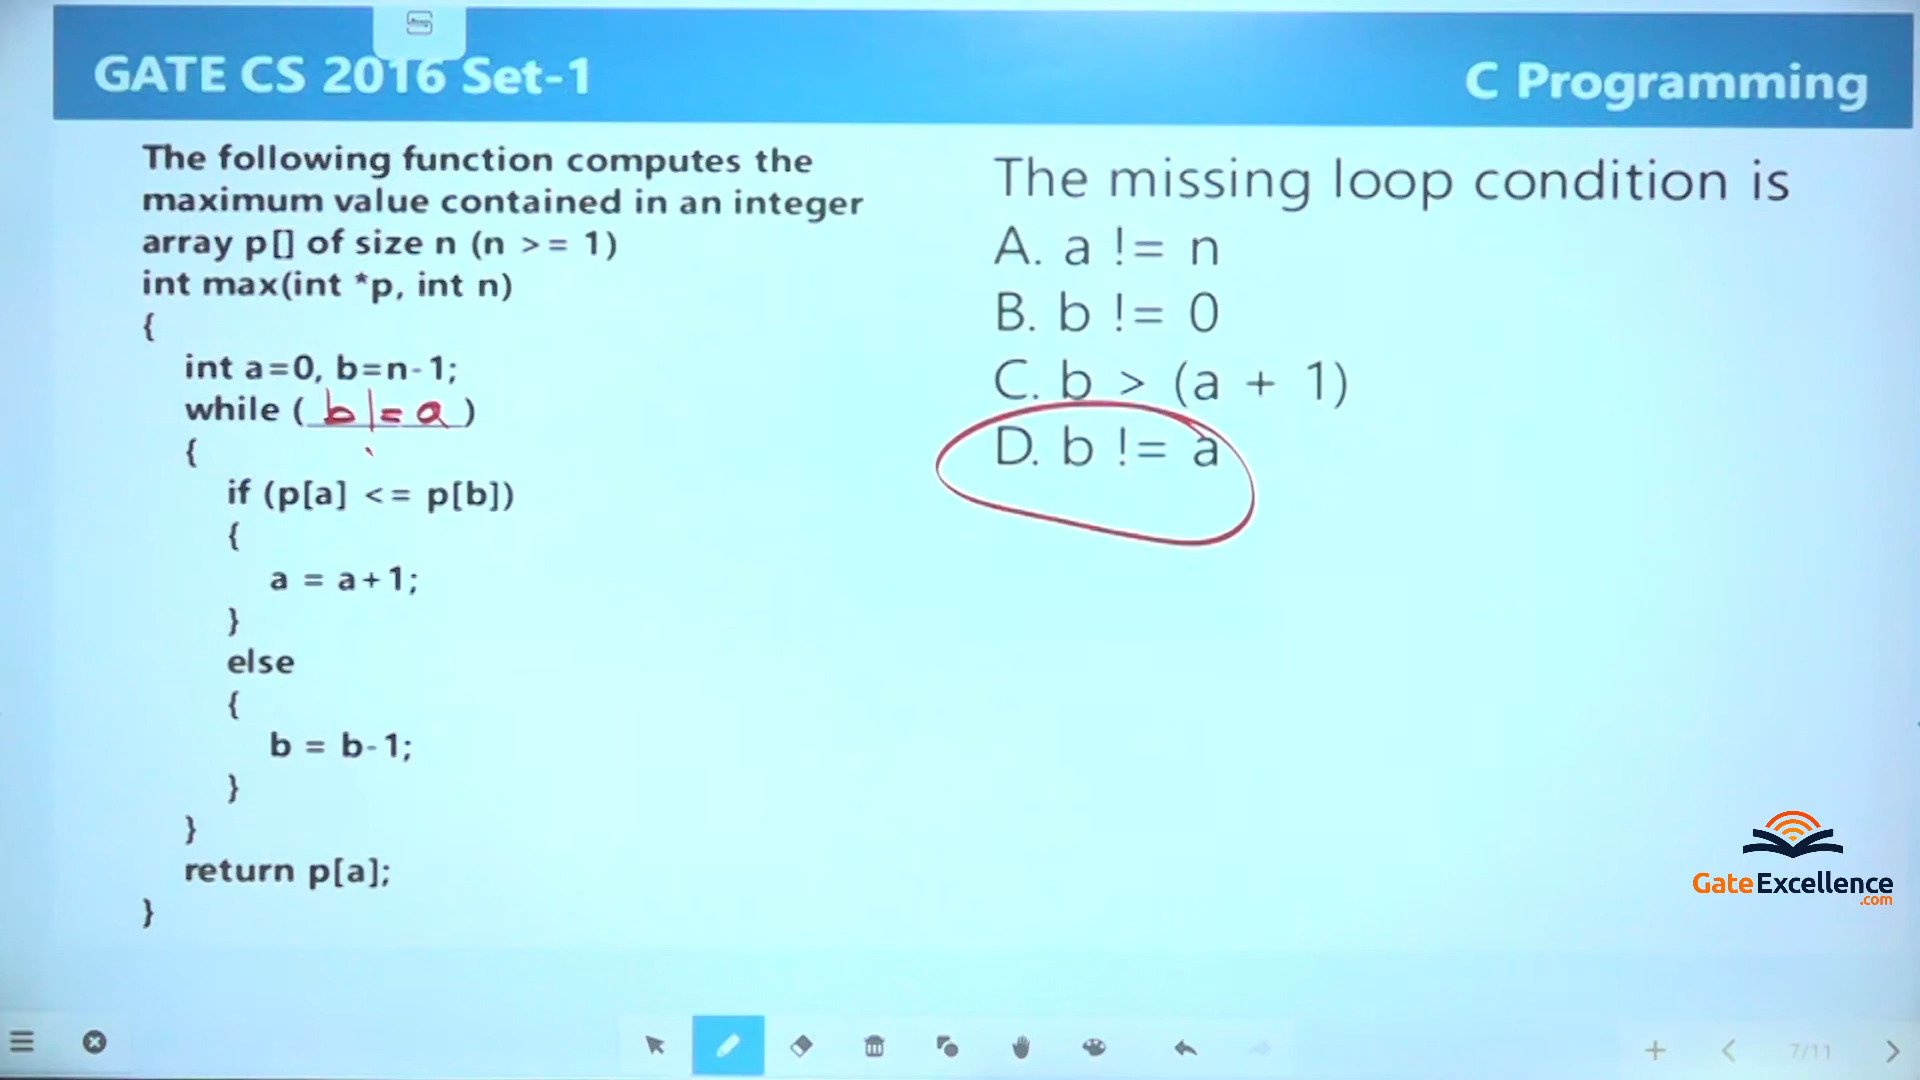 GATE CS 2016 Set-1
C Programming
The following function computes the
maximum value contained in an integer
array p[] of size n (n >= 1)
int max(int *p, int n)
{
int a=0, b=n-1;
while ( b != a )
{
if (p[a] <= p[b])
{
a = a+1;
}
else
{
b = b-1;
}
}
return p[a];
}
The missing loop condition is
A. a != n
B. b != 0
C. b > (a + 1)
D. b != a
GateExcellence
.com
7/11